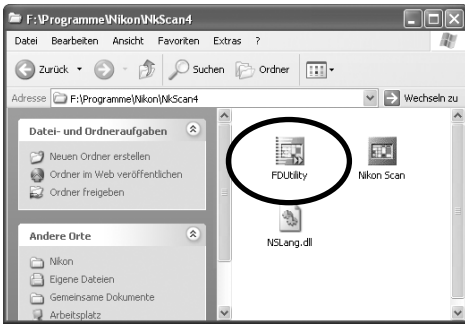 F:\Programme\Nikon\NkScan4
Datei Bearbeiten Ansicht Favoriten Extras ?
Zurück Suchen Ordner
Adresse F:\Programme\Nikon\NkScan4 Wechseln zu
Datei- und Ordneraufgaben
Neuen Ordner erstellen
Ordner im Web veröffentlichen
Ordner freigeben
Andere Orte
Nikon
Eigene Dateien
Gemeinsame Dokumente
Arbeitsplatz
FDUtility
Nikon Scan
NSLang.dll